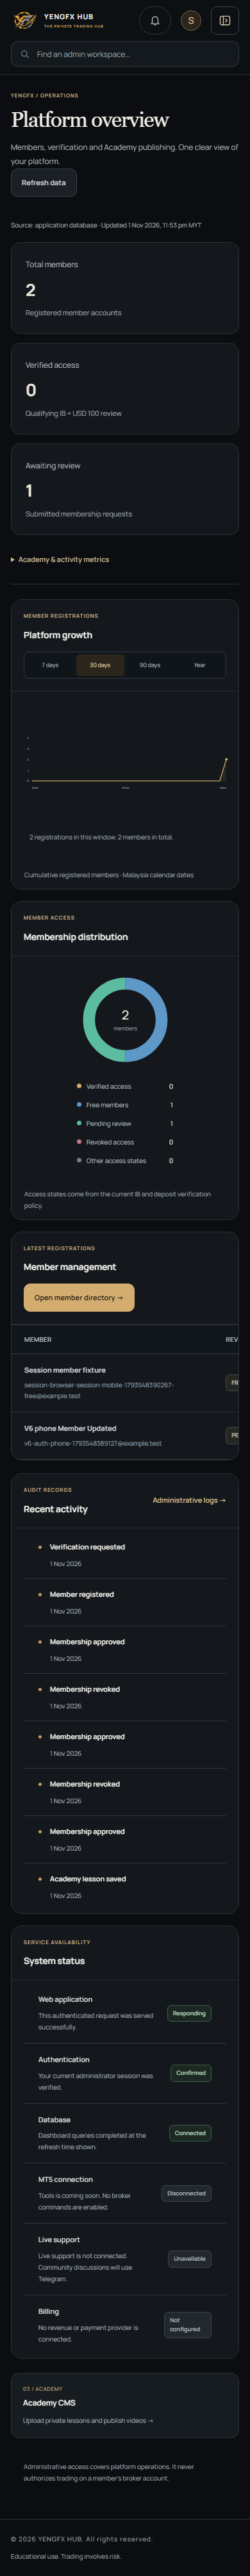 YENGFX HUB
THE PRIVATE TRADING HUB
S
Find an admin workspace...
YENGFX / OPERATIONS
Platform overview
Members, verification and Academy publishing. One clear view of
your platform.
Refresh data
Source: application database · Updated 1 Nov 2026, 11:53 pm MYT
Total members
2
Registered member accounts
Verified access
0
Qualifying IB + USD 100 review
Awaiting review
1
Submitted membership requests
Academy & activity metrics
MEMBER REGISTRATIONS
Platform growth
7 days
30 days
90 days
Year
2 registrations in this window. 2 members in total.
Cumulative registered members · Malaysia calendar dates
MEMBER ACCESS
Membership distribution
2
members
Verified access 0
Free members 1
Pending review 1
Revoked access 0
Other access states 0
Access states come from the current IB and deposit verification
policy.
LATEST REGISTRATIONS
Member management
Open member directory →
MEMBER REV
Session member fixture
session-browser-session-mobile-1793548390267-
free@example.test
FR
V6 phone Member Updated
v6-auth-phone-1793548389127@example.test
PE
AUDIT RECORDS
Recent activity
Administrative logs →
Verification requested
1 Nov 2026
Member registered
1 Nov 2026
Membership approved
1 Nov 2026
Membership revoked
1 Nov 2026
Membership approved
1 Nov 2026
Membership revoked
1 Nov 2026
Membership approved
1 Nov 2026
Academy lesson saved
1 Nov 2026
SERVICE AVAILABILITY
System status
Web application
This authenticated request was served
successfully.
Responding
Authentication
Your current administrator session was
verified.
Confirmed
Database
Dashboard queries completed at the
refresh time shown.
Connected
MT5 connection
Tools is coming soon. No broker
commands are enabled.
Disconnected
Live support
Live support is not connected.
Community discussions will use
Telegram.
Unavailable
Billing
No revenue or payment provider is
connected.
Not
configured
03 / ACADEMY
Academy CMS
Upload private lessons and publish videos →
Administrative access covers platform operations. It never
authorizes trading on a member's broker account.
© 2026 YENGFX HUB. All rights reserved.
Educational use. Trading involves risk.